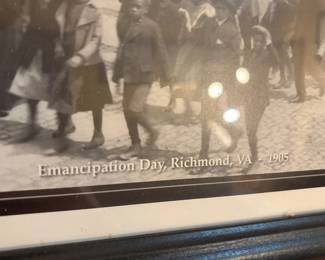 Emancipation Day, Richmond, VA - 1905